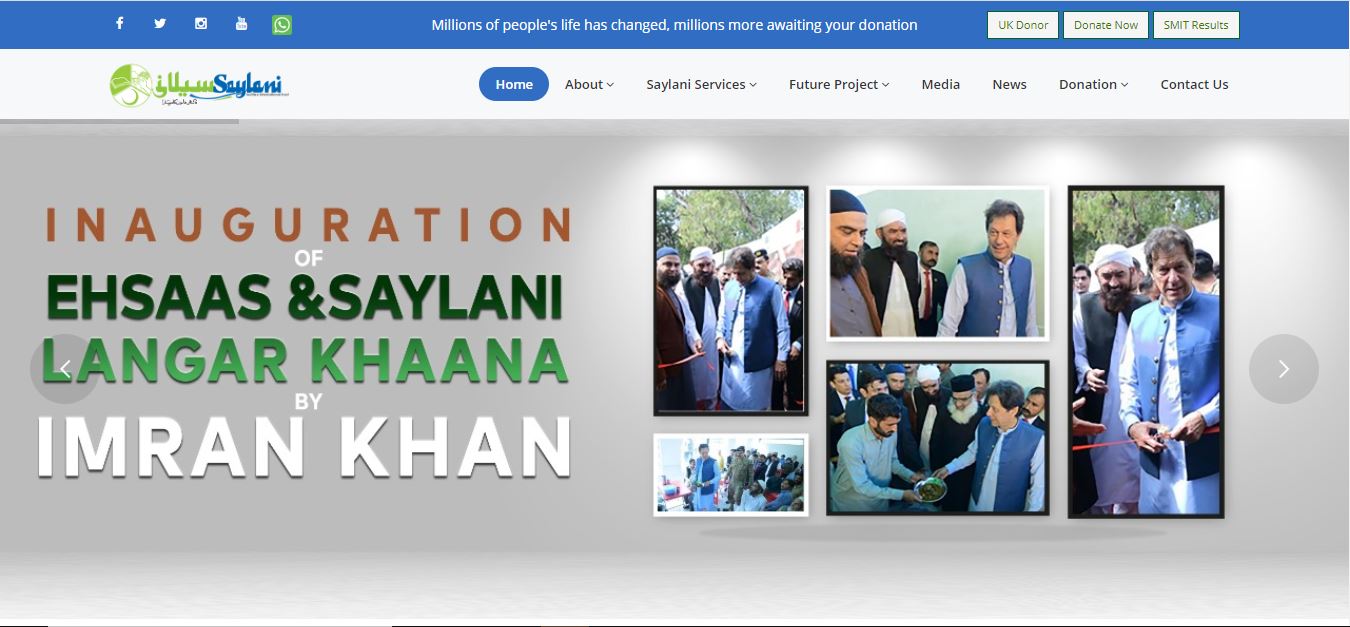 Millions of people's life has changed, millions more awaiting your donation
UK Donor
Donate Now
SMIT Results
سیلانی Saylani
Home
About
Saylani Services
Future Project
Media
News
Donation
Contact Us
INAUGURATION
OF
EHSAAS &SAYLANI
LANGAR KHAANA
BY
IMRAN KHAN